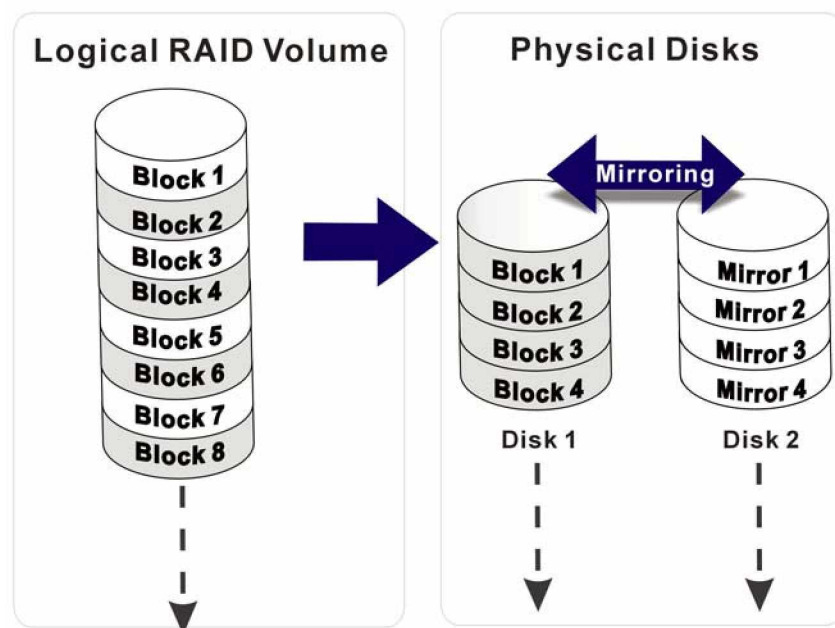 Logical RAID Volume
Block 1
Block 2
Block 3
Block 4
Block 5
Block 6
Block 7
Block 8
Physical Disks
Mirroring
Block 1
Block 2
Block 3
Block 4
Disk 1
Mirror 1
Mirror 2
Mirror 3
Mirror 4
Disk 2